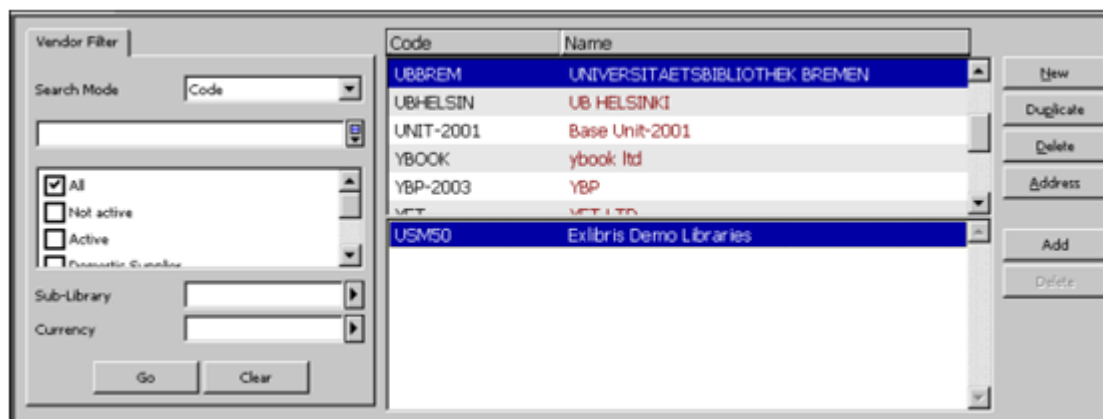 Vendor Filter
Search Mode
Code
All
Not active
Active
Domestic Supplier
Sub-Library
Currency
Go
Clear
Code Name
UBBREM UNIVERSITAETSBIBLIOTHEK BREMEN
UBHELSIN UB HELSINKI
UNIT-2001 Base Unit-2001
YBOOK ybook ltd
YBP-2003 YBP
USM50 Exlibris Demo Libraries
New
Duplicate
Delete
Address
Add
Delete